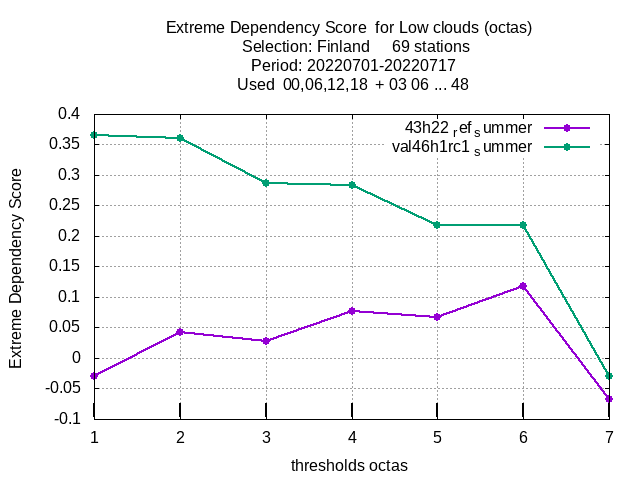 Extreme Dependency Score  for Low clouds (octas)
Selection: Finland     69 stations
Period: 20220701-20220717
Used  00,06,12,18  + 03 06 ... 48
43h22 ref summer
val46h1rc1 summer
Extreme Dependency Score
0.4
0.35
0.3
0.25
0.2
0.15
0.1
0.05
0
-0.05
-0.1
1 2 3 4 5 6 7
thresholds octas